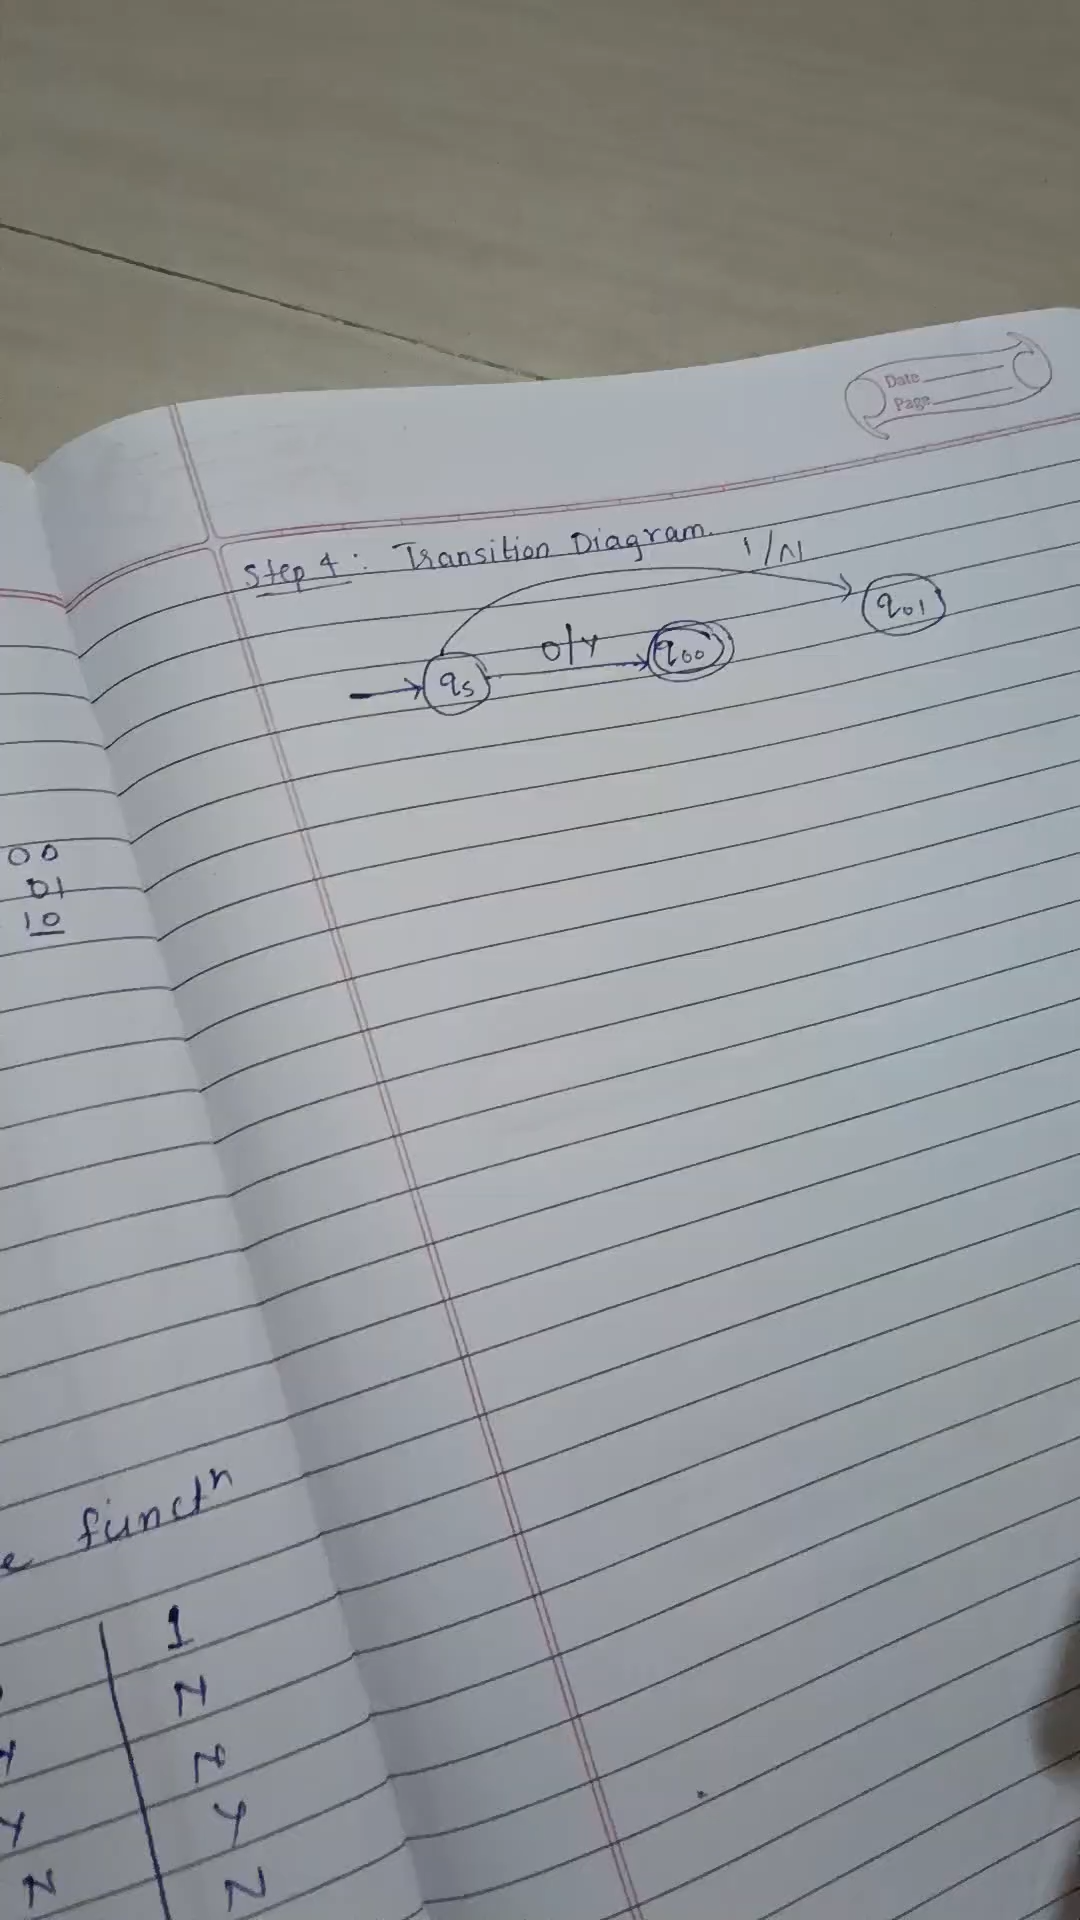 00
01
10
e functⁿ
1
N
Y N
Y Y
N N
Date
Page
Step 4 : Transition Diagram.
1/N
q01
0/Y
q00
qs